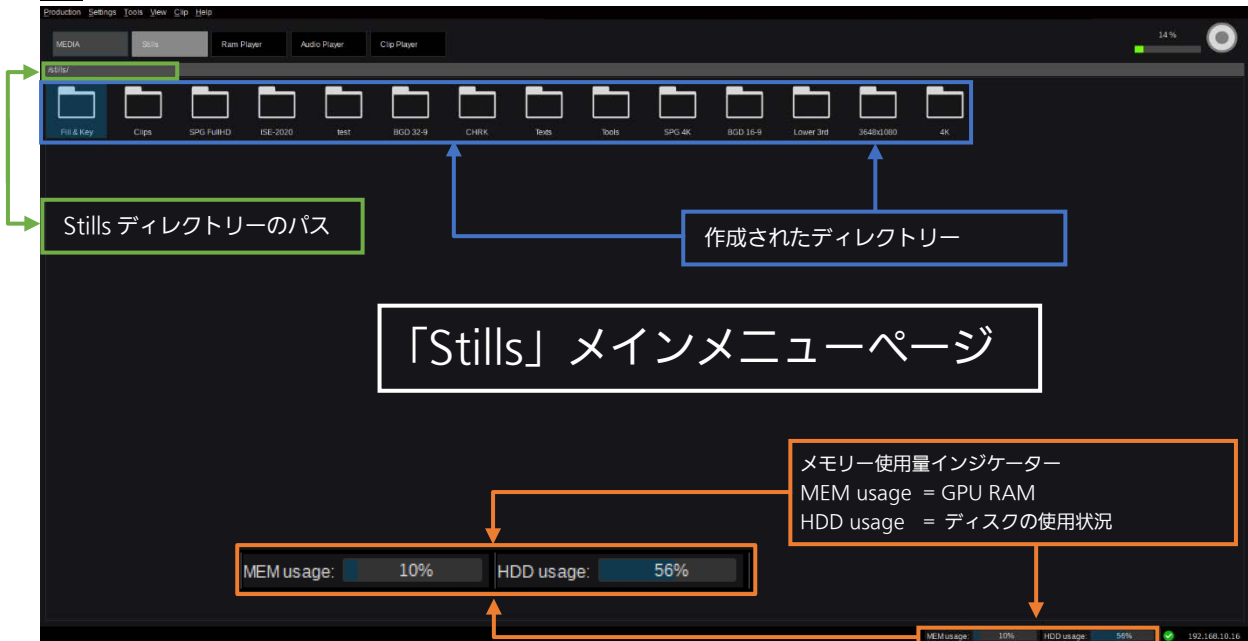 Production Settings Tools View Clip Help
MEDIA Stills Ram Player Audio Player Clip Player
14 %
/stills/
Fill & Key Clips SPG FullHD ISE-2020 test BGD 32-9 CHRK Texts Tools SPG 4K BGD 16-9 Lower 3rd 3648x1080 4K
Stills ディレクトリーのパス
作成されたディレクトリー
「Stills」メインメニューページ
メモリー使用量インジケーター
MEM usage = GPU RAM
HDD usage = ディスクの使用状況
MEM usage: 10% HDD usage: 56%
MEM usage: 10% HDD usage: 56% 192.168.10.16